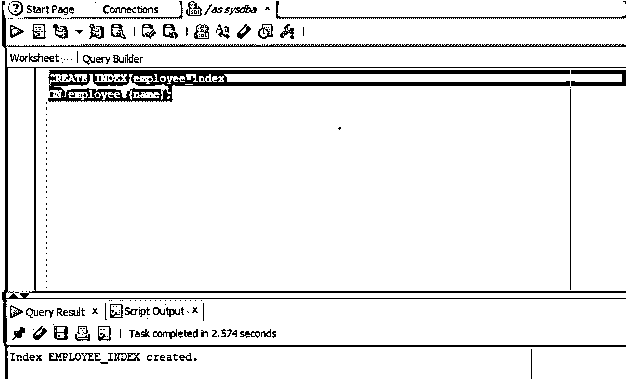 Start Page Connections /as sysdba
Worksheet Query Builder
CREATE INDEX employee_index
ON employee (name);
Query Result x Script Output x
Task completed in 2.574 seconds
Index EMPLOYEE_INDEX created.